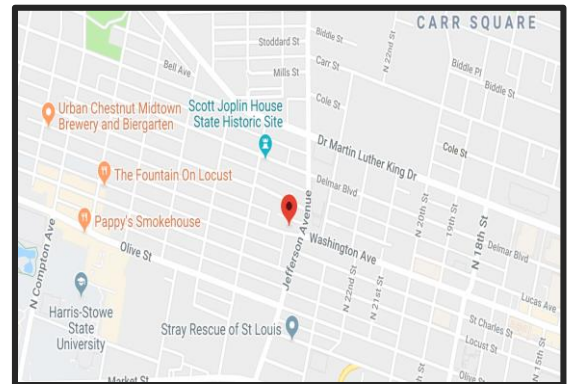 CARR SQUARE
Stoddard St
Biddle St
N 22nd St
Bell Ave
Mills St
Carr St
Biddle Pl
Biddle St
Urban Chestnut Midtown
Brewery and Biergarten
Scott Joplin House
State Historic Site
Cole St
Dr Martin Luther King Dr
Cole St
The Fountain On Locust
Delmar Blvd
Pappy's Smokehouse
Jefferson Avenue
Washington Ave
N 20th St
19th St
N 18th St
Delmar Blvd
N Compton Ave
Olive St
N 22nd St
N 21st St
Lucas Ave
Harris-Stowe
State
University
Stray Rescue of St Louis
St Charles St
Locust St
N 15th St
Market St
Olive St